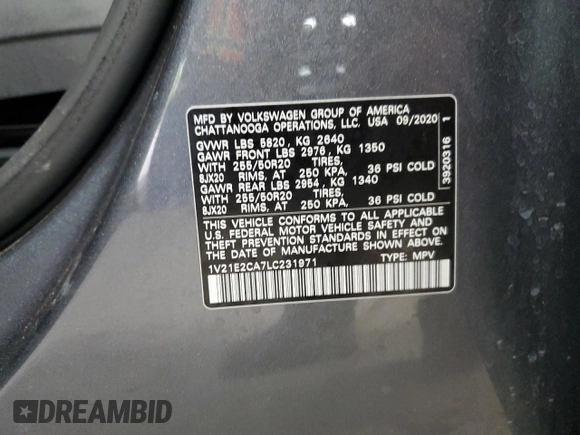 MFD BY VOLKSWAGEN GROUP OF AMERICA
CHATTANOOGA OPERATIONS, LLC. USA 09/2020
GVWR LBS 5820, KG 2640
GAWR FRONT LBS 2976, KG 1350
WITH 255/50R20 TIRES,
8JX20 RIMS, AT 250 KPA, 36 PSI COLD
GAWR REAR LBS 2954, KG 1340
WITH 255/50R20 TIRES,
8JX20 RIMS, AT 250 KPA, 36 PSI COLD
THIS VEHICLE CONFORMS TO ALL APPLICABLE
U.S. FEDERAL MOTOR VEHICLE SAFETY AND
THEFT PREVENTION STANDARDS IN EFFECT ON
THE DATE OF MANUFACTURE SHOWN ABOVE.
1V21E2CA7LC231971 TYPE: MPV
3920316 1
DREAMBID